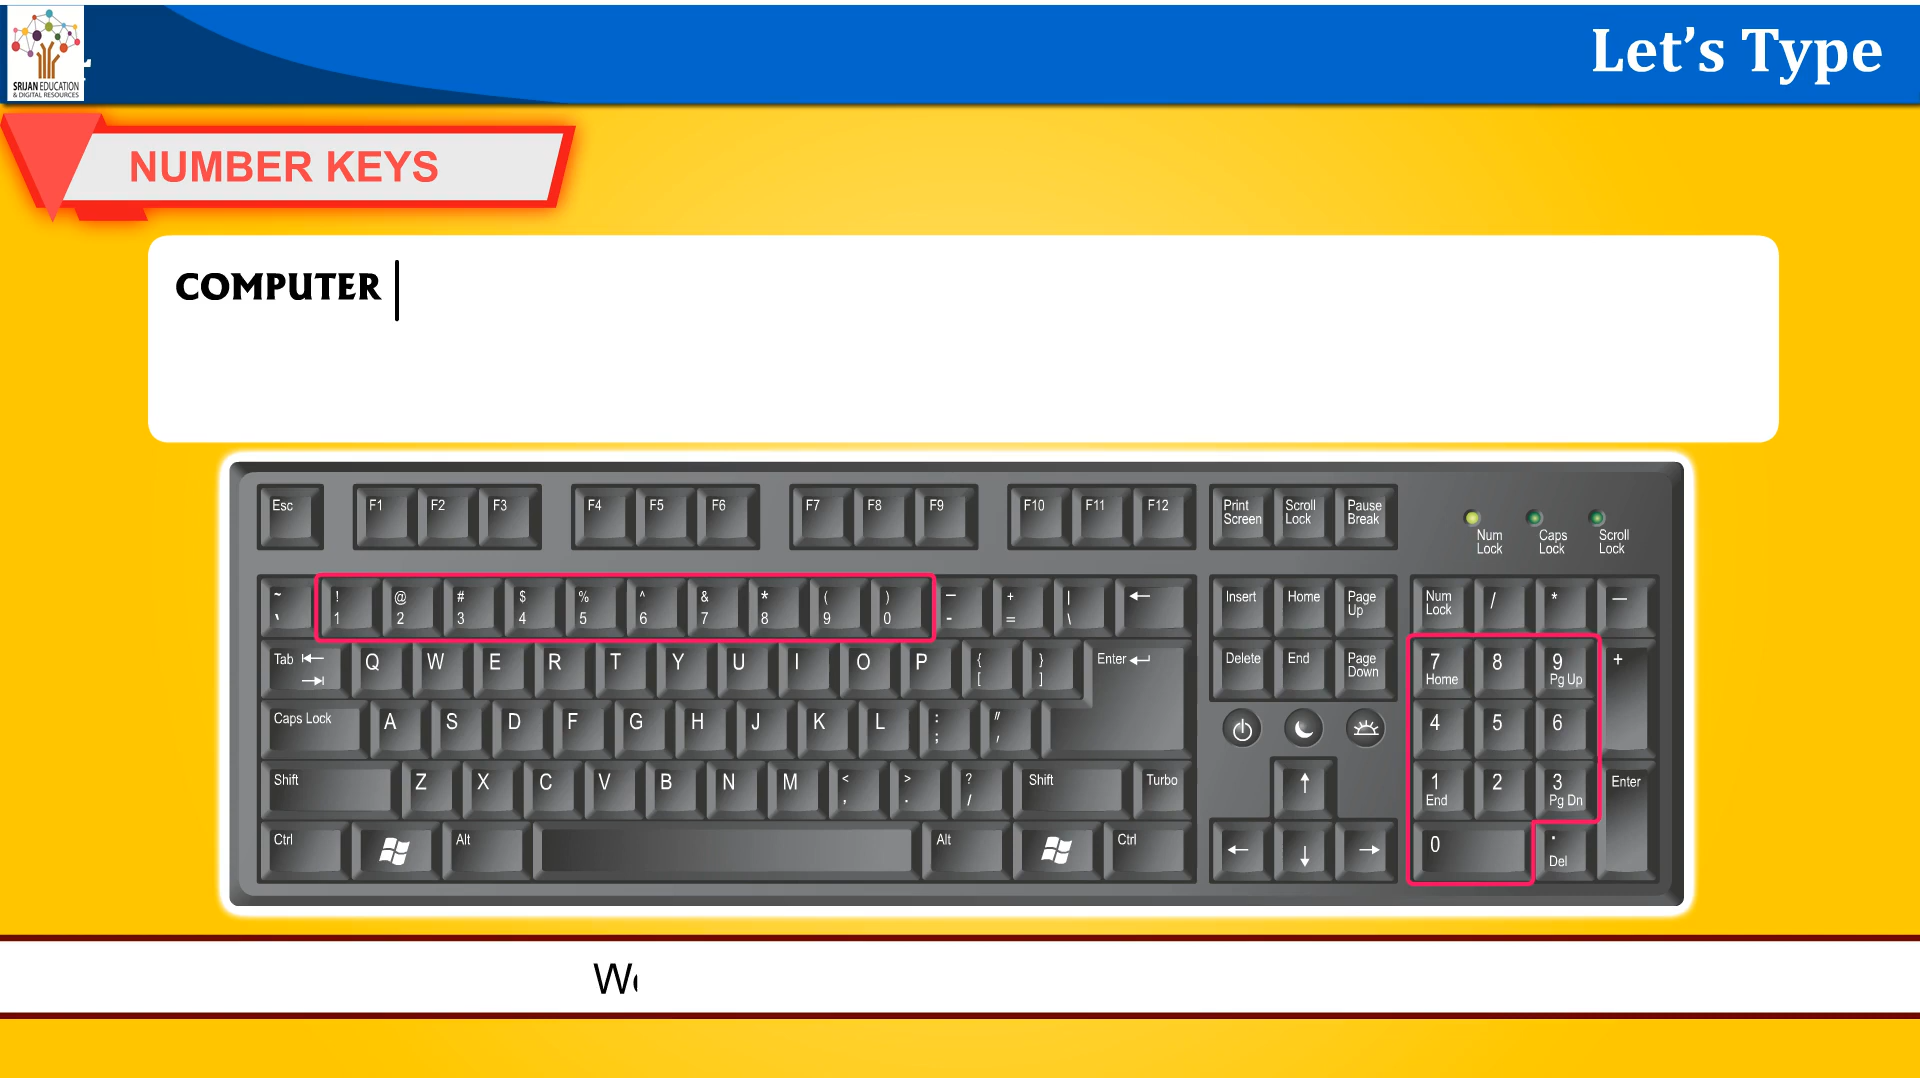 Let's Type
SRIJAN EDUCATION
& DIGITAL RESOURCES
NUMBER KEYS
COMPUTER
Esc F1 F2 F3 F4 F5 F6 F7 F8 F9 F10 F11 F12 Print Screen Scroll Lock Pause Break
Num Lock Caps Lock Scroll Lock
~ ! @ # $ % ^ & * ( ) — + | ← Insert Home Page Up Num Lock / * —
` 1 2 3 4 5 6 7 8 9 0 - = \
Tab Q W E R T Y U I O P { [ } ] Enter Delete End Page Down 7 Home 8 9 Pg Up +
Caps Lock A S D F G H J K L : ; " ' 4 5 6
Shift Z X C V B N M < , > . ? / Shift Turbo ↑ 1 End 2 3 Pg Dn Enter
Ctrl Alt Alt Ctrl ← ↓ → 0 . Del